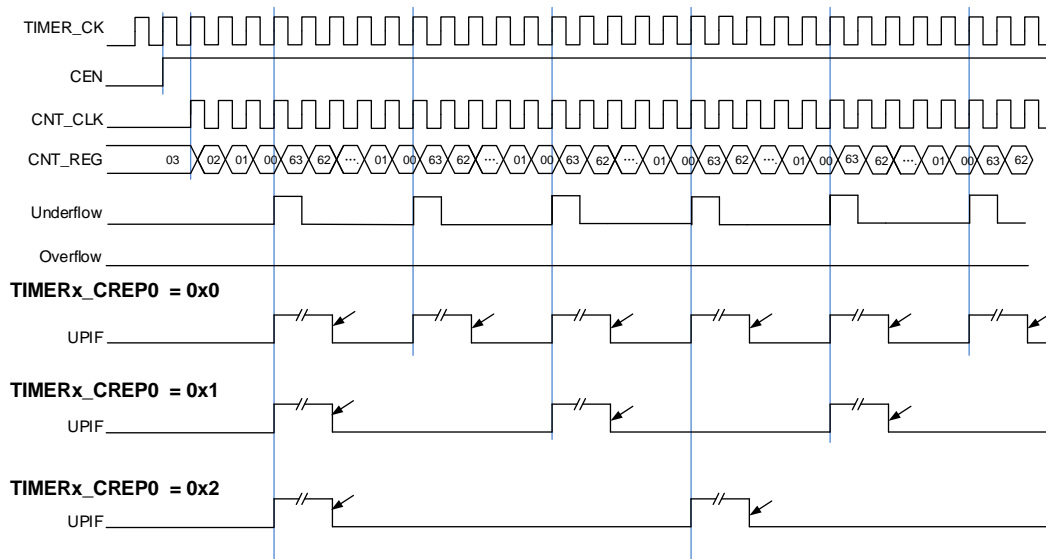 TIMER_CK
CEN
CNT_CLK
CNT_REG 03 02 01 00 63 62 .... 01 00 63 62 .... 01 00 63 62 .... 01 00 63 62 .... 01 00 63 62 .... 01 00 63 62
Underflow
Overflow
TIMERx_CREP0 = 0x0
UPIF
TIMERx_CREP0 = 0x1
UPIF
TIMERx_CREP0 = 0x2
UPIF